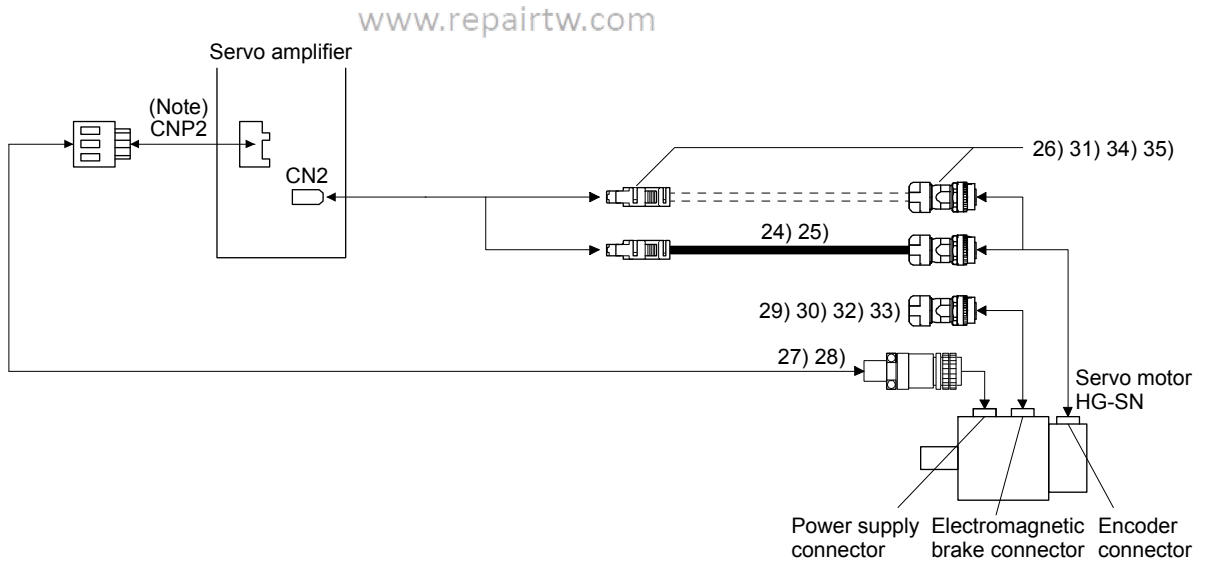 www.repairtw.com
Servo amplifier
(Note)
CNP2
CN2
26) 31) 34) 35)
24) 25)
29) 30) 32) 33)
27) 28)
Servo motor
HG-SN
Power supply
connector
Electromagnetic
brake connector
Encoder
connector